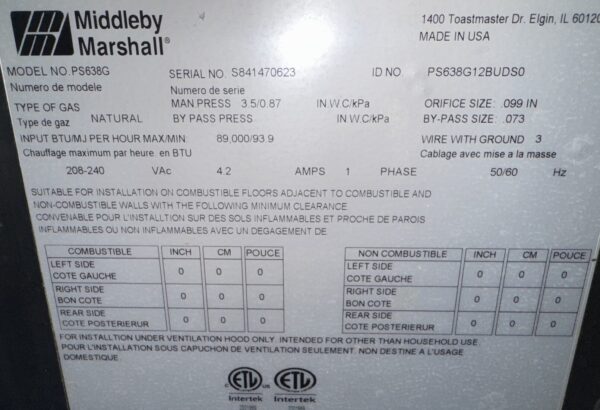 Middleby
Marshall®
1400 Toastmaster Dr. Elgin, IL 60120
MADE IN USA
MODEL NO. PS638G SERIAL NO. S841470623 ID NO. PS638G12BUDS0
Numero de modele Numero de serie
TYPE OF GAS NATURAL MAN PRESS 3.5/0.87 IN.W.C/kPa ORIFICE SIZE: .099 IN
Type de gaz BY PASS PRESS IN.W.C/kPa BY-PASS SIZE: .073
INPUT BTU/MJ PER HOUR MAX/MIN: 89,000/93.9 WIRE WITH GROUND 3
Chauffage maximum par heure. en BTU Cablage avec mise a la masse
208-240 VAc 4.2 AMPS 1 PHASE 50/60 Hz
SUITABLE FOR INSTALLATION ON COMBUSTIBLE FLOORS ADJACENT TO COMBUSTIBLE AND
NON-COMBUSTIBLE WALLS WITH THE FOLLOWING MINIMUM CLEARANCE
CONVENABLE POUR L'INSTALLTION SUR DES SOLS INFLAMMABLES ET PROCHE DE PAROIS
INFLAMMABLES OU NON INFLAMMABLES AVEC UN DEGAGEMENT DE
COMBUSTIBLE INCH CM POUCE
LEFT SIDE
COTE GAUCHE 0 0 0
RIGHT SIDE
BON COTE 0 0 0
REAR SIDE
COTE POSTERIERUR 0 0 0
NON COMBUSTIBLE INCH CM POUCE
LEFT SIDE
COTE GAUCHE 0 0 0
RIGHT SIDE
BON COTE 0 0 0
REAR SIDE
COTE POSTERIERUR 0 0 0
FOR INSTALLTION UNDER VENTILATION HOOD ONLY. INTENDED FOR OTHER THAN HOUSEHOLD USE.
POUR L'INSTALLATION SOUS CAPUCHON DE VENTILATION SEULEMENT. NON DESTINE A L'USAGE
DOMESTIQUE.
C ETL US ETL
Intertek Intertek